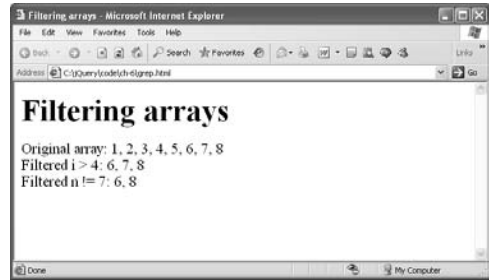 Filtering arrays - Microsoft Internet Explorer
File Edit View Favorites Tools Help
Back Search Favorites Links »
Address C:\jQuery\code\ch-6\grep.html Go
Filtering arrays
Original array: 1, 2, 3, 4, 5, 6, 7, 8
Filtered i > 4: 6, 7, 8
Filtered n != 7: 6, 8
Done My Computer